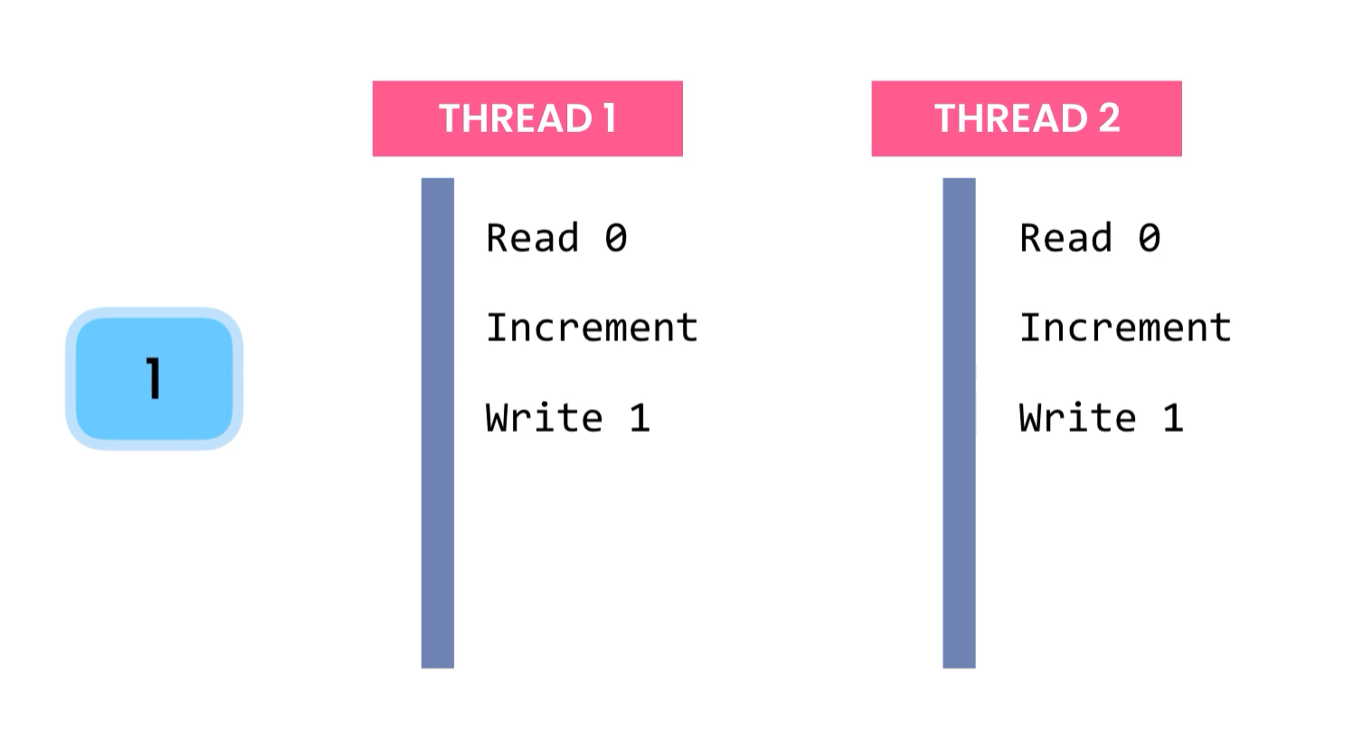 THREAD 1
THREAD 2
Read 0
Increment
Write 1
Read 0
Increment
Write 1
1